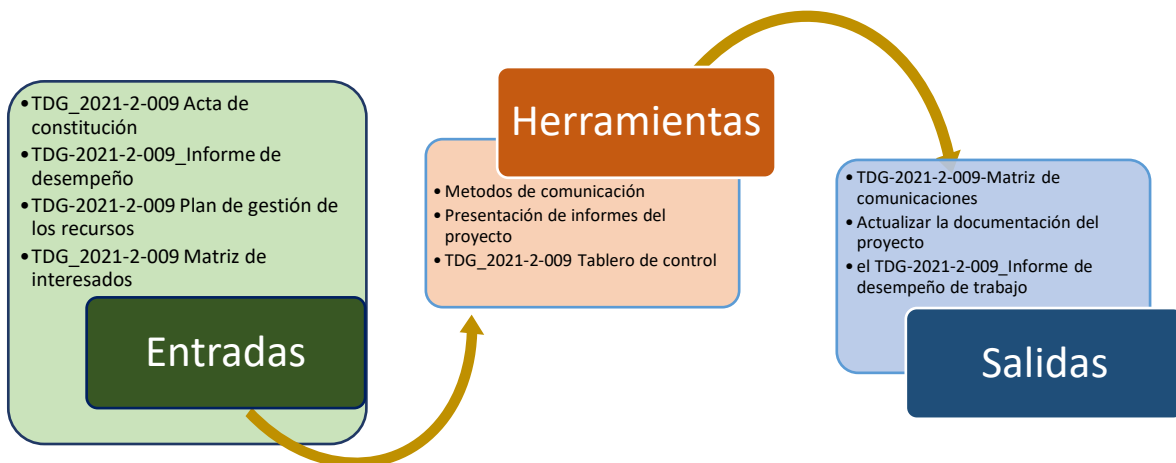 •TDG_2021-2-009 Acta de
constitución
•TDG-2021-2-009_Informe de
desempeño
•TDG-2021-2-009 Plan de gestión de
los recursos
•TDG_2021-2-009 Matriz de
interesados
Entradas
Herramientas
• Metodos de comunicación
• Presentación de informes del
proyecto
• TDG_2021-2-009 Tablero de control
• TDG-2021-2-009-Matriz de
comunicaciones
• Actualizar la documentación del
proyecto
• el TDG-2021-2-009_Informe de
desempeño de trabajo
Salidas